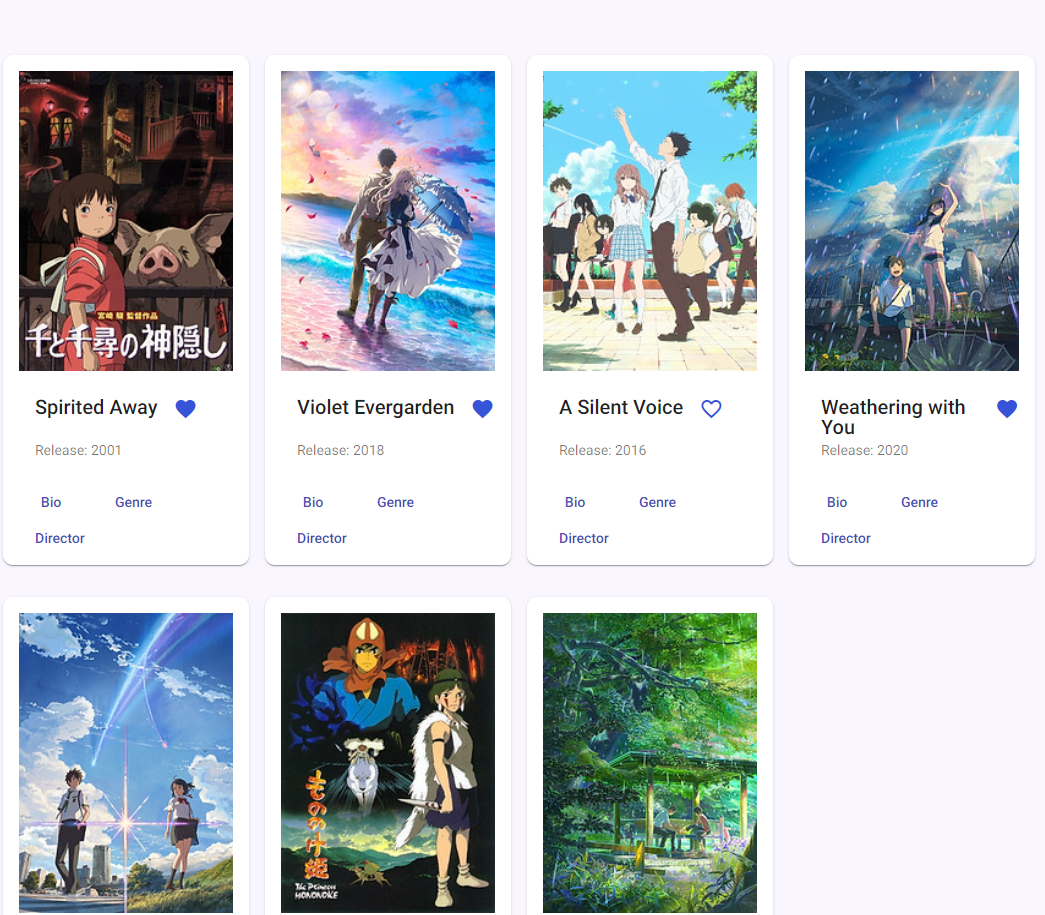 宮崎 駿 監督作品
千と千尋の神隠し
Spirited Away
Violet Evergarden
A Silent Voice
Weathering with
You
Release: 2001
Release: 2018
Release: 2016
Release: 2020
Bio
Genre
Bio
Genre
Bio
Genre
Bio
Genre
Director
Director
Director
Director
もののけ姫
The Princess
MONONOKE